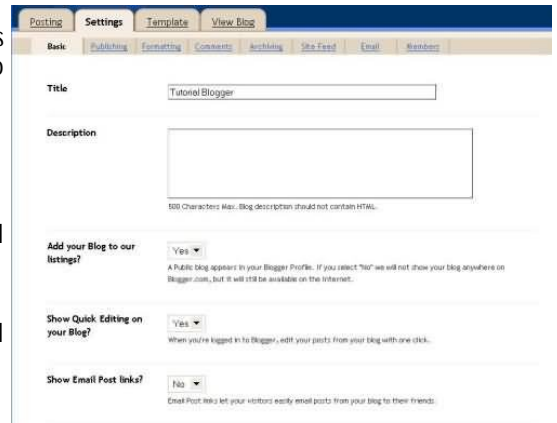 Posting Settings Template View Blog
Basic Publishing Formatting Comments Archiving Site Feed Email Members
Title
Tutorial Blogger
Description
500 Characters Max. Blog description should not contain HTML.
Add your Blog to our
listings?
Yes
A Public blog appears in your Blogger Profile. If you select "No" we will not show your blog anywhere on
Blogger.com, but it will still be available on the Internet.
Show Quick Editing on
your Blog?
Yes
When you're logged in to Blogger, edit your posts from your blog with one click.
Show Email Post links?
No
Email Post links let your visitors easily email posts from your blog to their friends.